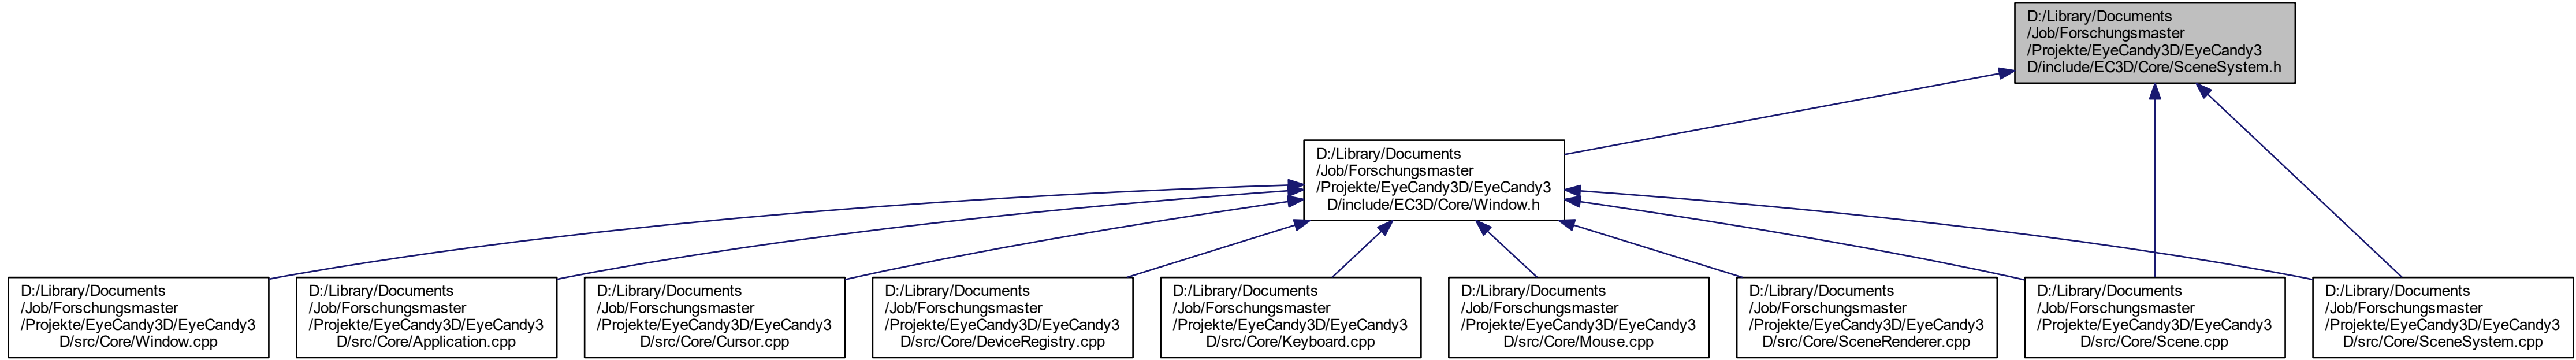 D:/Library/Documents
/Job/Forschungsmaster
/Projekte/EyeCandy3D/EyeCandy3
D/include/EC3D/Core/SceneSystem.h
D:/Library/Documents
/Job/Forschungsmaster
/Projekte/EyeCandy3D/EyeCandy3
D/include/EC3D/Core/Window.h
D:/Library/Documents
/Job/Forschungsmaster
/Projekte/EyeCandy3D/EyeCandy3
D/src/Core/Window.cpp
D:/Library/Documents
/Job/Forschungsmaster
/Projekte/EyeCandy3D/EyeCandy3
D/src/Core/Application.cpp
D:/Library/Documents
/Job/Forschungsmaster
/Projekte/EyeCandy3D/EyeCandy3
D/src/Core/Cursor.cpp
D:/Library/Documents
/Job/Forschungsmaster
/Projekte/EyeCandy3D/EyeCandy3
D/src/Core/DeviceRegistry.cpp
D:/Library/Documents
/Job/Forschungsmaster
/Projekte/EyeCandy3D/EyeCandy3
D/src/Core/Keyboard.cpp
D:/Library/Documents
/Job/Forschungsmaster
/Projekte/EyeCandy3D/EyeCandy3
D/src/Core/Mouse.cpp
D:/Library/Documents
/Job/Forschungsmaster
/Projekte/EyeCandy3D/EyeCandy3
D/src/Core/SceneRenderer.cpp
D:/Library/Documents
/Job/Forschungsmaster
/Projekte/EyeCandy3D/EyeCandy3
D/src/Core/Scene.cpp
D:/Library/Documents
/Job/Forschungsmaster
/Projekte/EyeCandy3D/EyeCandy3
D/src/Core/SceneSystem.cpp